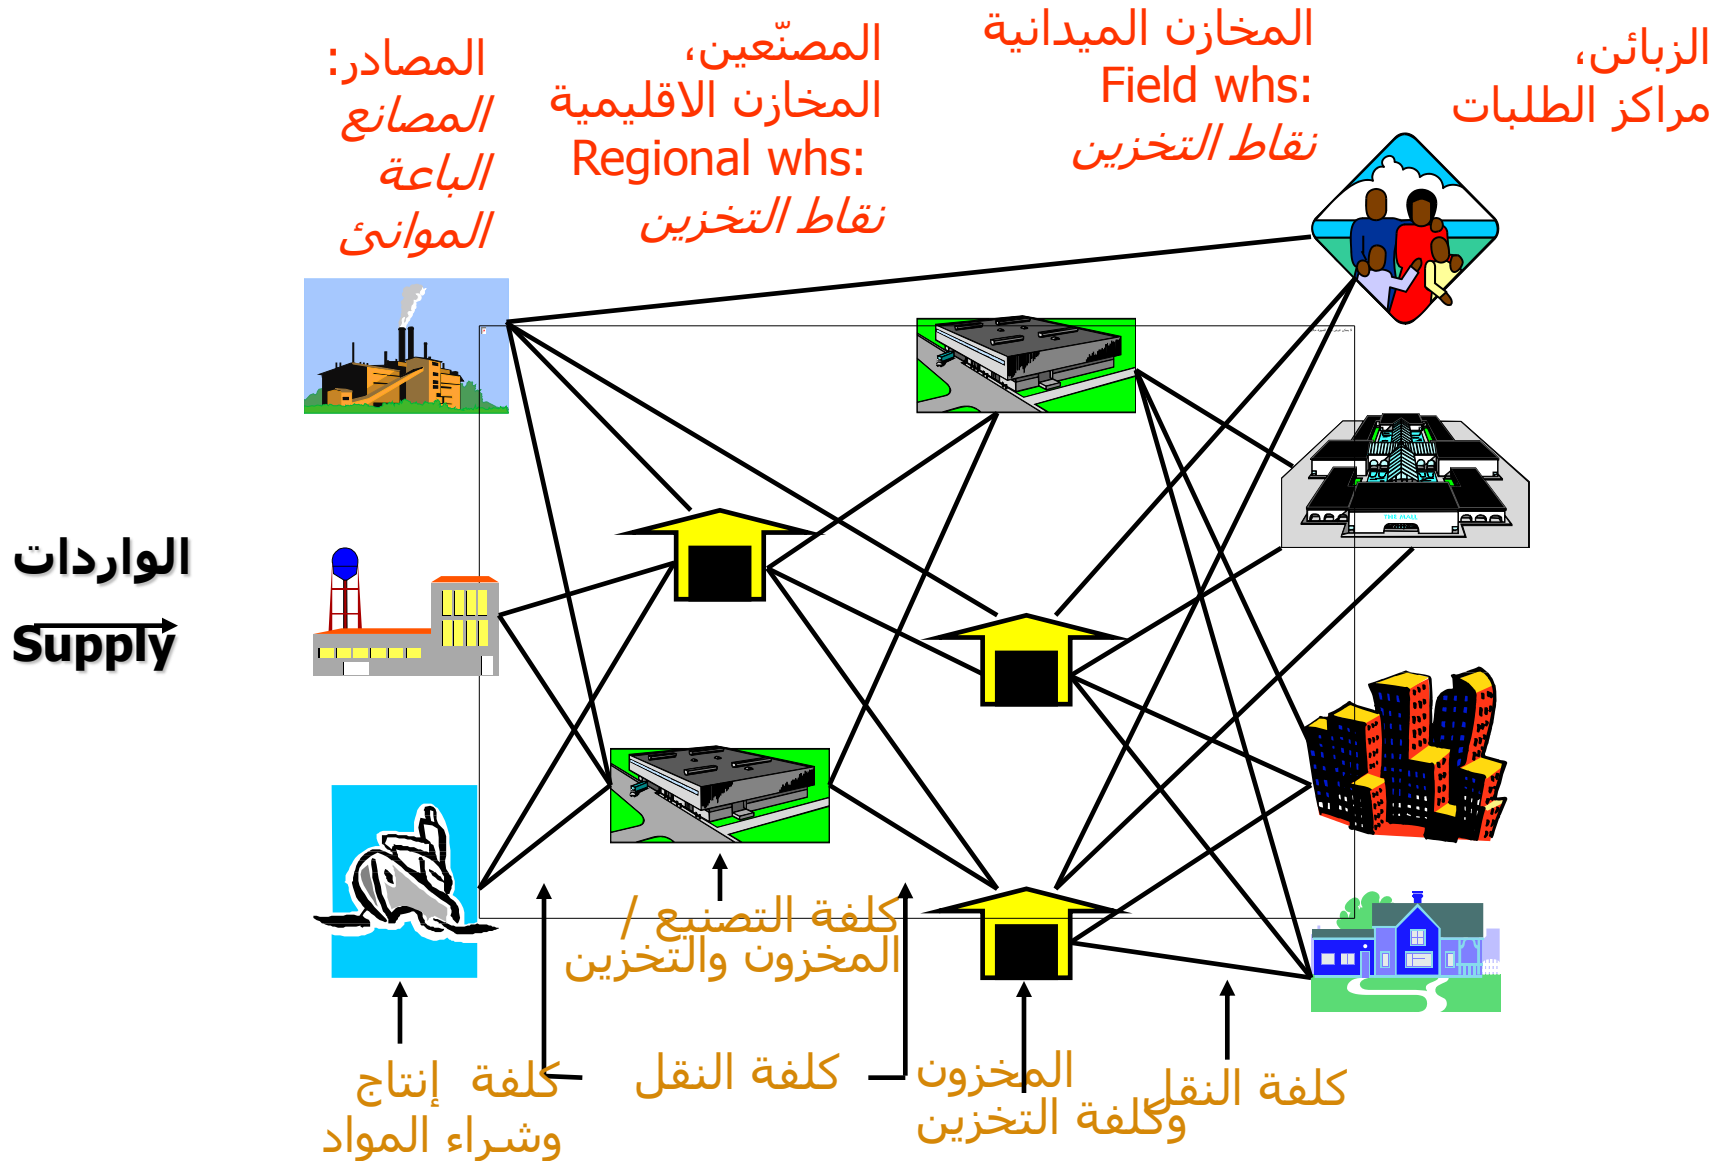 المصادر:
المصانع
الباعة
الموانئ
المصنّعين،
المخازن الاقليمية
Regional whs:
نقاط التخزين
المخازن الميدانية
Field whs:
نقاط التخزين
الزبائن،
مراكز الطلبات
الواردات
Supply
THE MALL
كلفة التصنيع /
المخزون والتخزين
كلفة إنتاج
وشراء المواد
كلفة النقل
المخزون
وكلفة التخزين
كلفة النقل